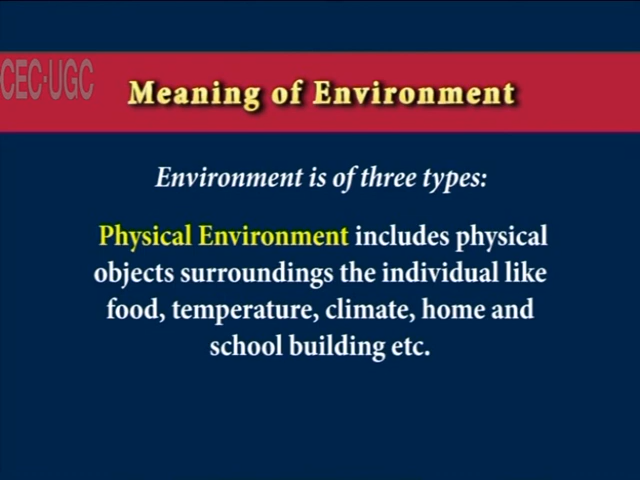 CEC-UGC
Meaning of Environment
Environment is of three types:
Physical Environment includes physical
objects surroundings the individual like
food, temperature, climate, home and
school building etc.